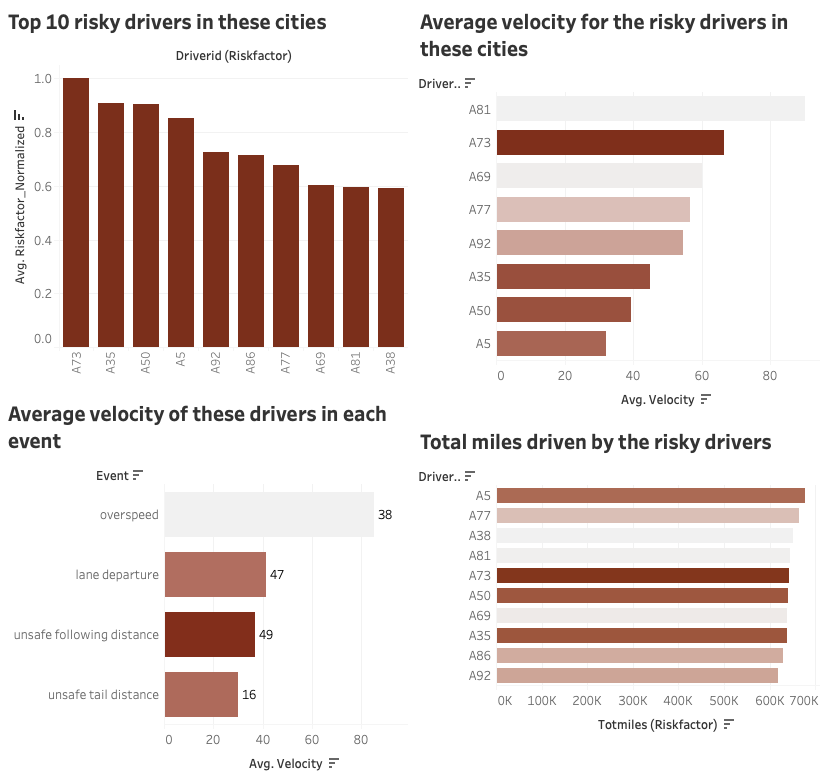 Top 10 risky drivers in these cities
Driverid (Riskfactor)
Avg. Riskfactor_Normalized
1.0
0.8
0.6
0.4
0.2
0.0
A73
A35
A50
A5
A92
A86
A77
A69
A81
A38
Average velocity for the risky drivers in
these cities
Driver..
A81
A73
A69
A77
A92
A35
A50
A5
0
20
40
60
80
Avg. Velocity
Average velocity of these drivers in each
event
Event
overspeed
38
lane departure
47
unsafe following distance
49
unsafe tail distance
16
0
20
40
60
80
Avg. Velocity
Total miles driven by the risky drivers
Driver..
A5
A77
A38
A81
A73
A50
A69
A35
A86
A92
0K
100K
200K
300K
400K
500K
600K
700K
Totmiles (Riskfactor)